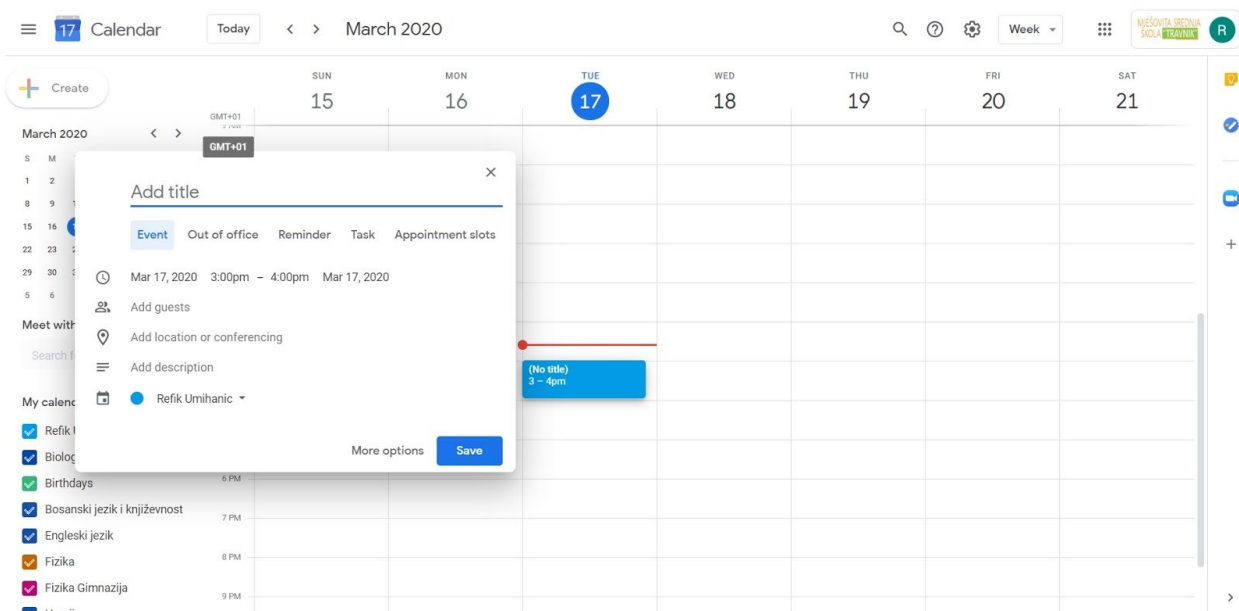 17 Calendar Today March 2020 Week MJEŠOVITA SREDNJA
ŠKOLA "TRAVNIK" R
Create
SUN MON TUE WED THU FRI SAT
15 16 17 18 19 20 21
GMT+01
GMT+01
March 2020
S M
1 2
8 9
15 16
22 23
29 30
5 6
Meet with
Search f
My calend
Refik
Biolog
Birthdays
Bosanski jezik i književnost
Engleski jezik
Fizika
Fizika Gimnazija
Add title
Event Out of office Reminder Task Appointment slots
Mar 17, 2020 3:00pm – 4:00pm Mar 17, 2020
Add guests
Add location or conferencing
Add description
Refik Umihanic
More options Save
(No title)
3 – 4pm
6 PM
7 PM
8 PM
9 PM